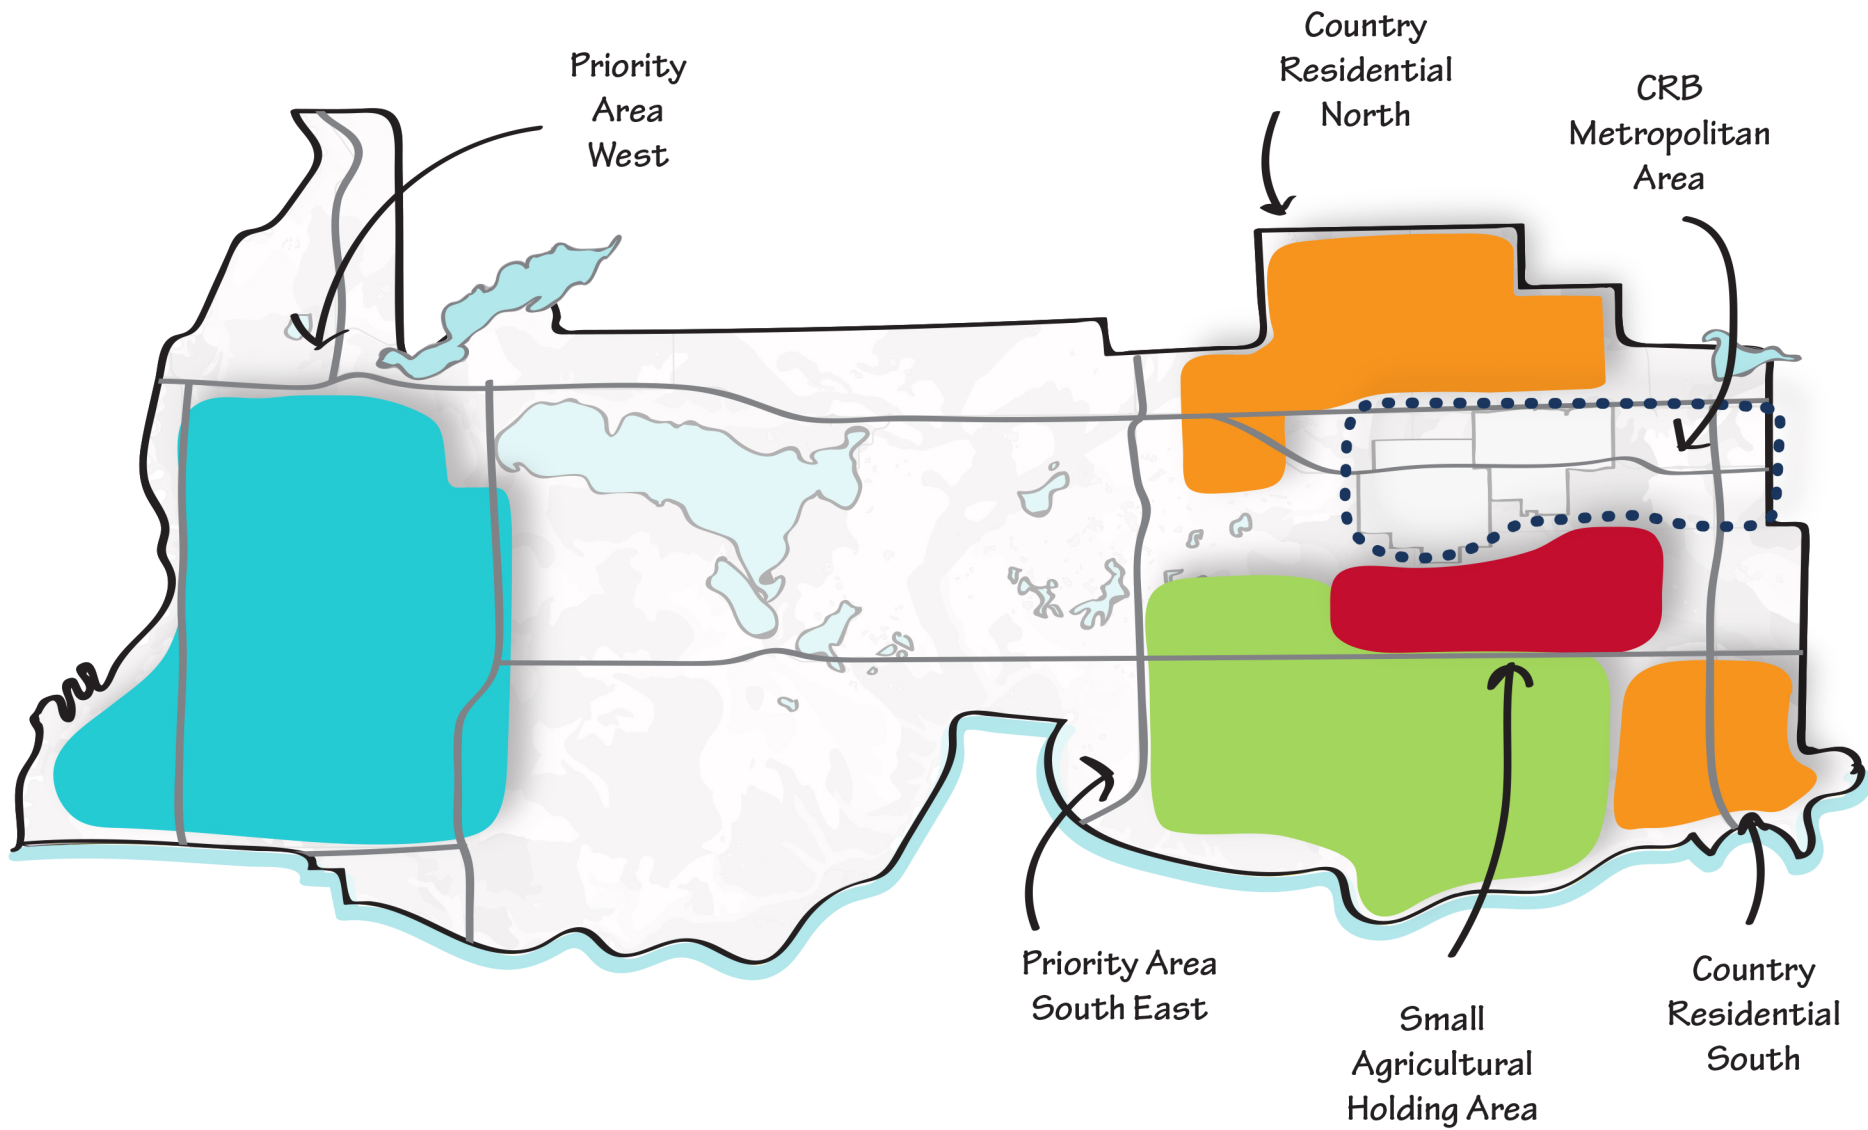 Priority
Area
West
Country
Residential
North
CRB
Metropolitan
Area
Priority Area
South East
Small
Agricultural
Holding Area
Country
Residential
South